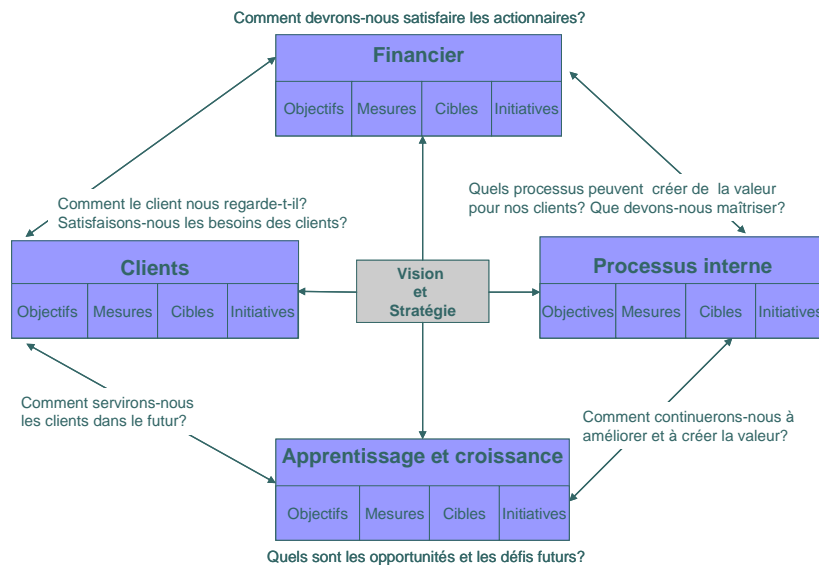 Comment devrons-nous satisfaire les actionnaires?
Financier
Objectifs Mesures Cibles Initiatives
Comment le client nous regarde-t-il?
Satisfaisons-nous les besoins des clients?
Quels processus peuvent créer de la valeur
pour nos clients? Que devons-nous maîtriser?
Clients
Objectifs Mesures Cibles Initiatives
Vision
et
Stratégie
Processus interne
Objectives Mesures Cibles Initiatives
Comment servirons-nous
les clients dans le futur?
Comment continuerons-nous à
améliorer et à créer la valeur?
Apprentissage et croissance
Objectifs Mesures Cibles Initiatives
Quels sont les opportunités et les défis futurs?